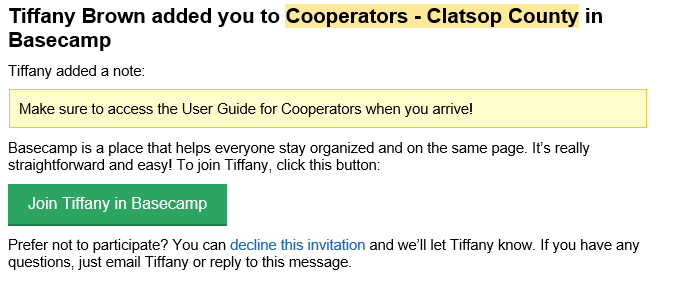 Tiffany Brown added you to Cooperators - Clatsop County in
Basecamp
Tiffany added a note:
Make sure to access the User Guide for Cooperators when you arrive!
Basecamp is a place that helps everyone stay organized and on the same page. It's really
straightforward and easy! To join Tiffany, click this button:
Join Tiffany in Basecamp
Prefer not to participate? You can decline this invitation and we'll let Tiffany know. If you have any
questions, just email Tiffany or reply to this message.